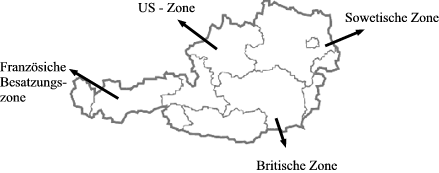 US - Zone
Sowetische Zone
Französiche
Besatzungs-
zone
Britische Zone